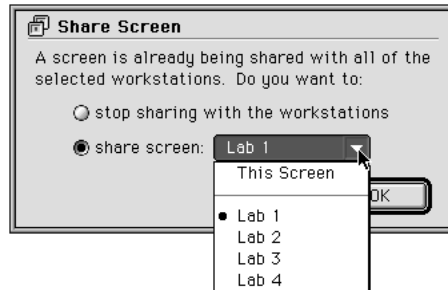 Share Screen
A screen is already being shared with all of the
selected workstations. Do you want to:
stop sharing with the workstations
share screen: Lab 1
This Screen
OK
Lab 1
Lab 2
Lab 3
Lab 4